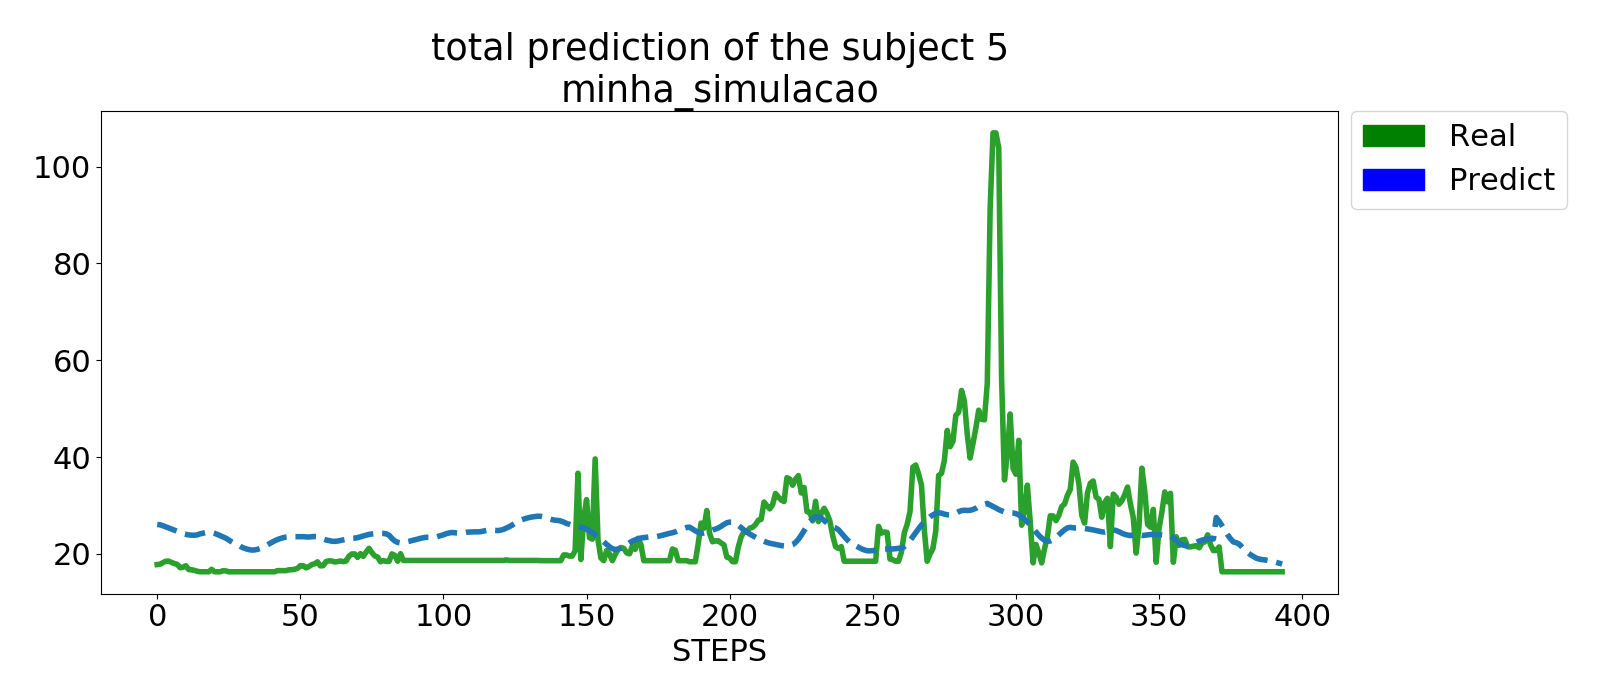 total prediction of the subject 5
minha_simulacao
Real
Predict
100
80
60
40
20
0 50 100 150 200 250 300 350 400
STEPS